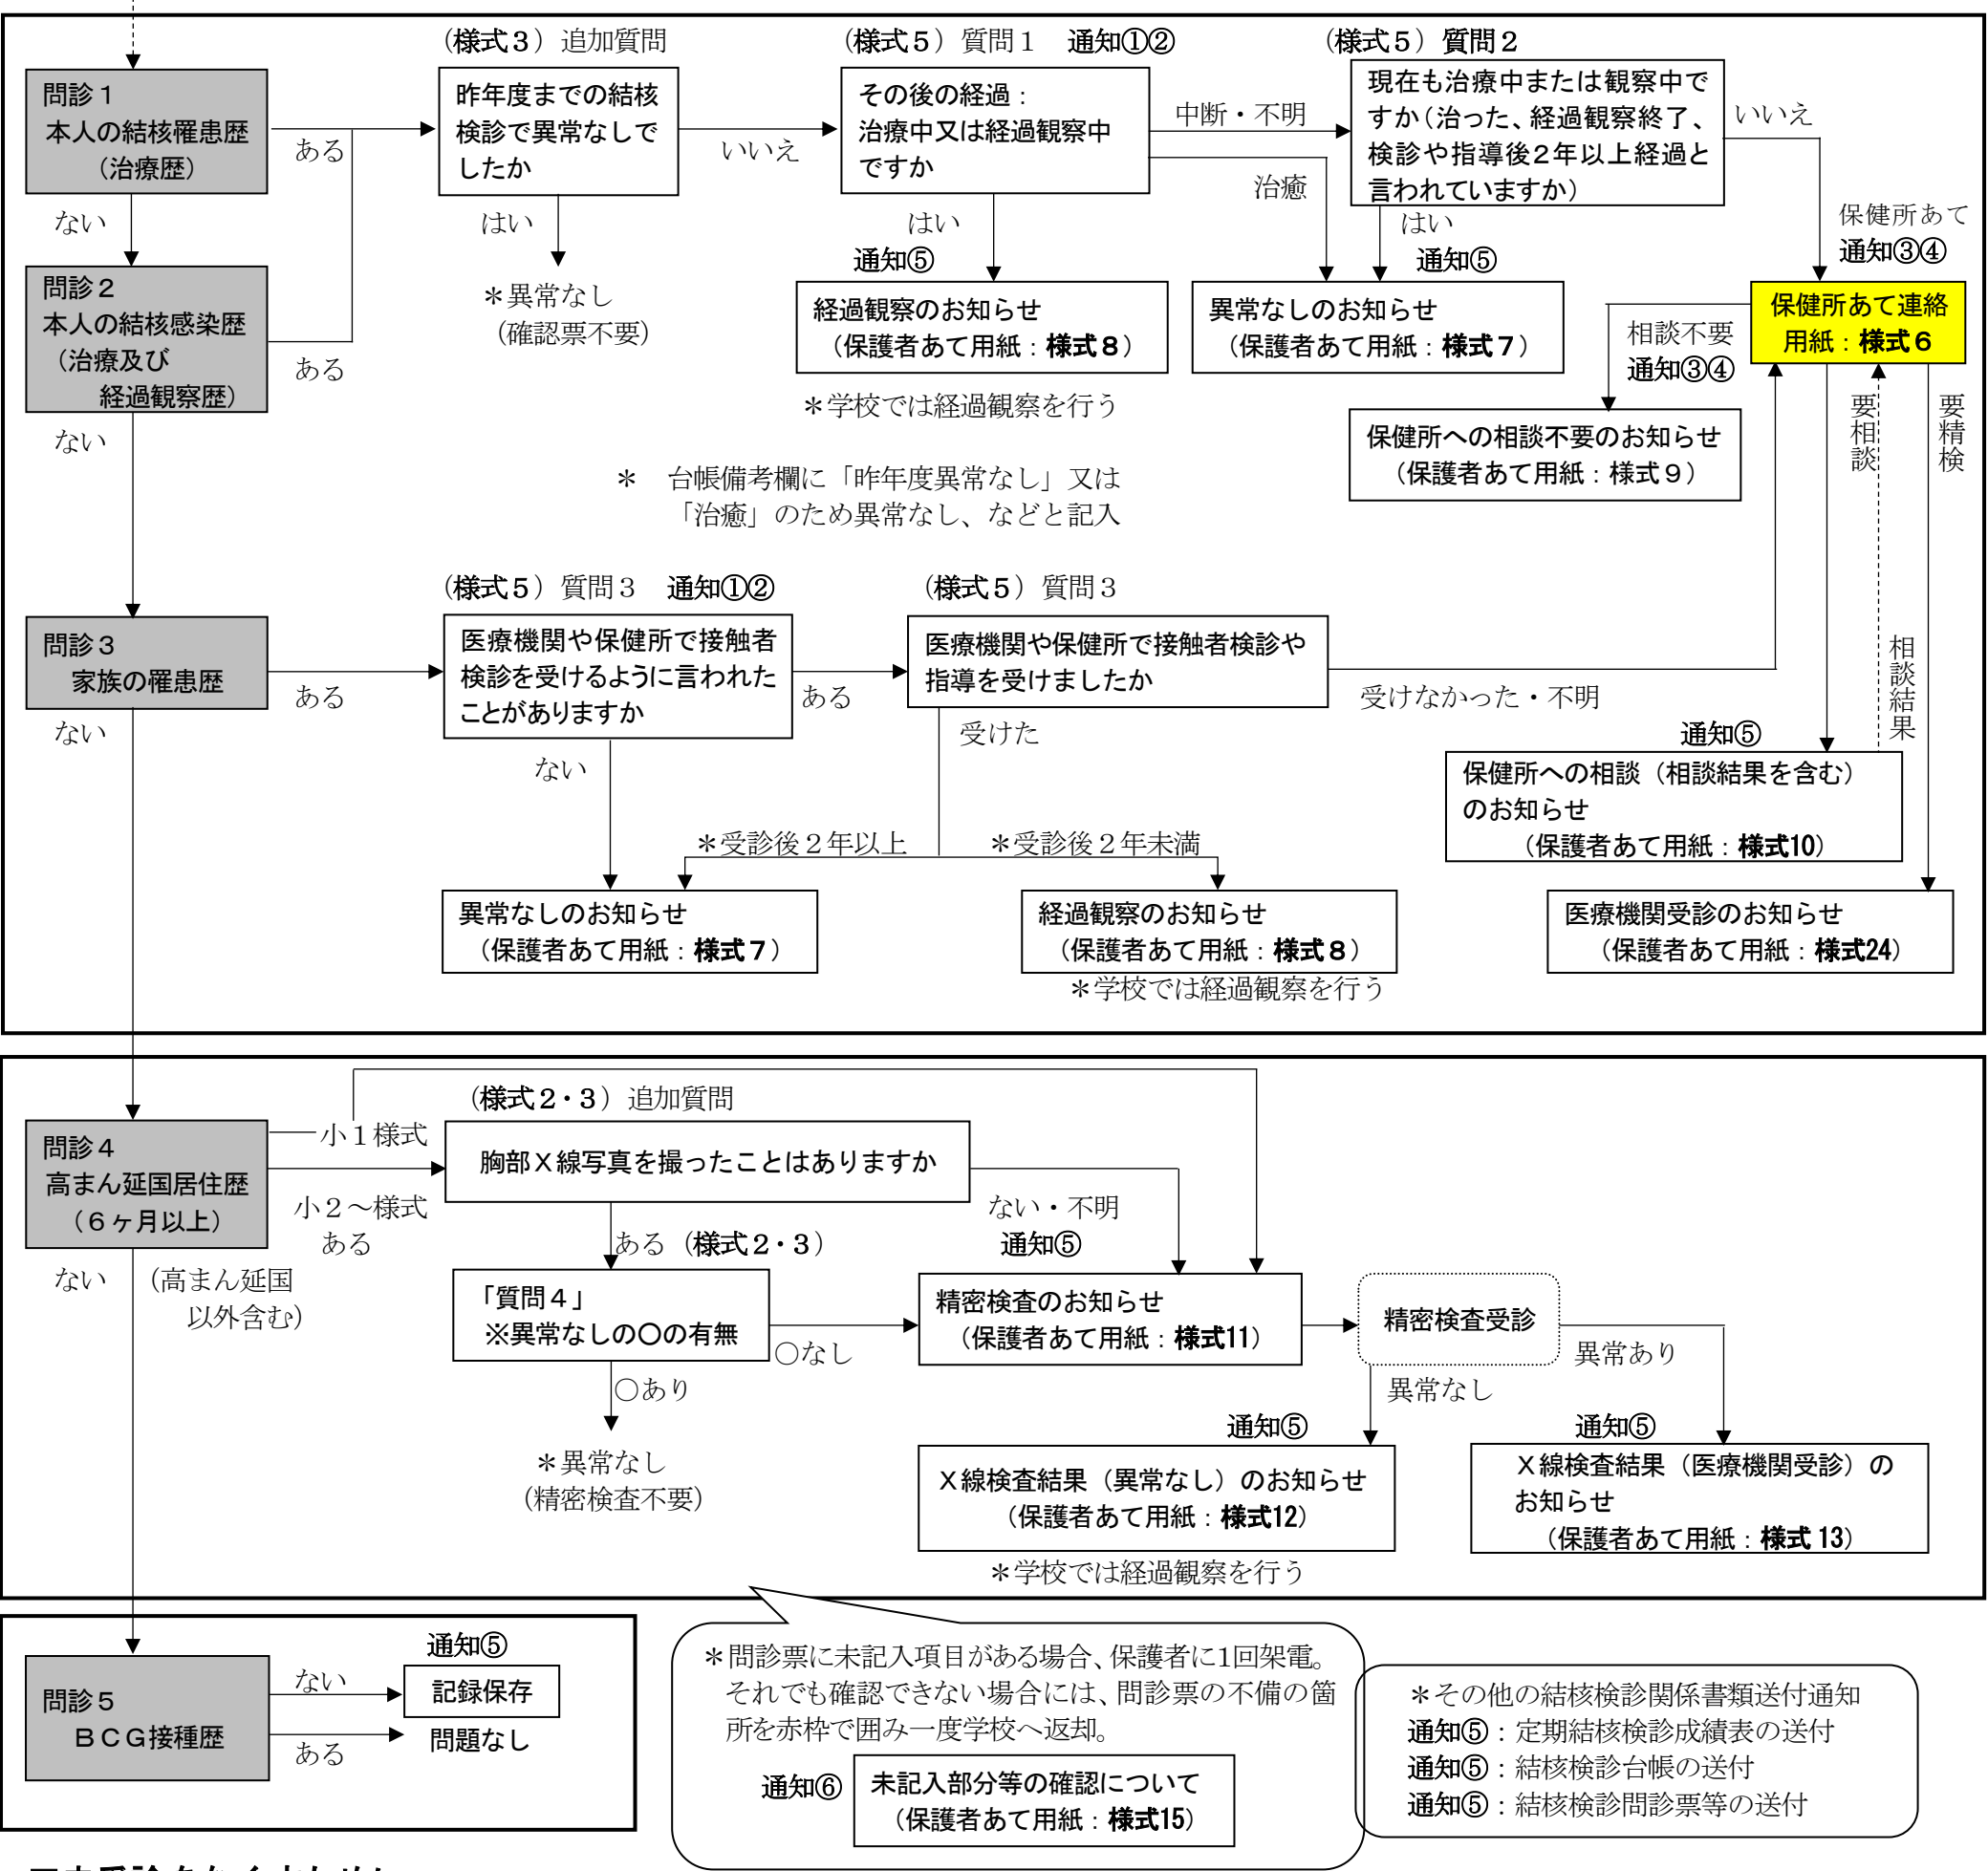 (様式３）追加質問
(様式５）質問１　通知①②
(様式５）質問２
問診１
本人の結核罹患歴
（治療歴）
ある
昨年度までの結核
検診で異常なしで
したか
いいえ
その後の経過：
治療中又は経過観察中
ですか
中断・不明
治癒
現在も治療中または観察中で
すか（治った、経過観察終了、
検診や指導後２年以上経過と
言われていますか）
いいえ
ない
はい
はい
はい
通知⑤
通知⑤
保健所あて
通知③④
問診２
本人の結核感染歴
（治療及び
経過観察歴）
ある
＊異常なし
（確認票不要）
経過観察のお知らせ
（保護者あて用紙：様式８）
＊学校では経過観察を行う
異常なしのお知らせ
（保護者あて用紙：様式７）
保健所あて連絡
用紙：様式６
相談不要
通知③④
保健所への相談不要のお知らせ
（保護者あて用紙：様式９）
要相談
要精検
ない
＊　台帳備考欄に「昨年度異常なし」又は
「治癒」のため異常なし、などと記入
(様式５）質問３　通知①②
(様式５）質問３
問診３
家族の罹患歴
ある
医療機関や保健所で接触者
検診を受けるように言われた
ことがありますか
ある
医療機関や保健所で接触者検診や
指導を受けましたか
受けなかった・不明
相談結果
ない
ない
受けた
通知⑤
保健所への相談（相談結果を含む）
のお知らせ
（保護者あて用紙：様式10）
＊受診後２年以上
＊受診後２年未満
異常なしのお知らせ
（保護者あて用紙：様式７）
経過観察のお知らせ
（保護者あて用紙：様式８）
＊学校では経過観察を行う
医療機関受診のお知らせ
（保護者あて用紙：様式24）
（様式２・３）追加質問
問診４
高まん延国居住歴
（６ヶ月以上）
小１様式
小２～様式
ある
胸部Ｘ線写真を撮ったことはありますか
ない・不明
通知⑤
ある（様式２・３）
ない
（高まん延国
以外含む）
「質問４」
※異常なしの〇の有無
○なし
精密検査のお知らせ
（保護者あて用紙：様式11）
精密検査受診
異常あり
異常なし
○あり
＊異常なし
（精密検査不要）
通知⑤
通知⑤
Ｘ線検査結果（異常なし）のお知らせ
（保護者あて用紙：様式12）
＊学校では経過観察を行う
Ｘ線検査結果（医療機関受診）の
お知らせ
（保護者あて用紙：様式 13）
問診５
ＢＣＧ接種歴
ない
通知⑤
記録保存
ある
問題なし
＊問診票に未記入項目がある場合、保護者に1回架電。
それでも確認できない場合には、問診票の不備の箇
所を赤枠で囲み一度学校へ返却。
通知⑥
未記入部分等の確認について
（保護者あて用紙：様式15）
＊その他の結核検診関係書類送付通知
通知⑤：定期結核検診成績表の送付
通知⑤：結核検診台帳の送付
通知⑤：結核検診問診票等の送付